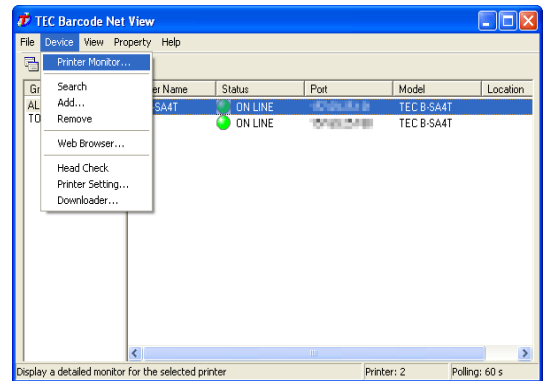 TEC Barcode Net View
File Device View Property Help
Printer Monitor...
Search
Add...
Remove
Web Browser...
Head Check
Printer Setting...
Downloader...
Gr er Name Status Port Model Location
AL SA4T ON LINE TEC B-SA4T
TO ON LINE TEC B-SA4T
Display a detailed monitor for the selected printer Printer: 2 Polling: 60 s